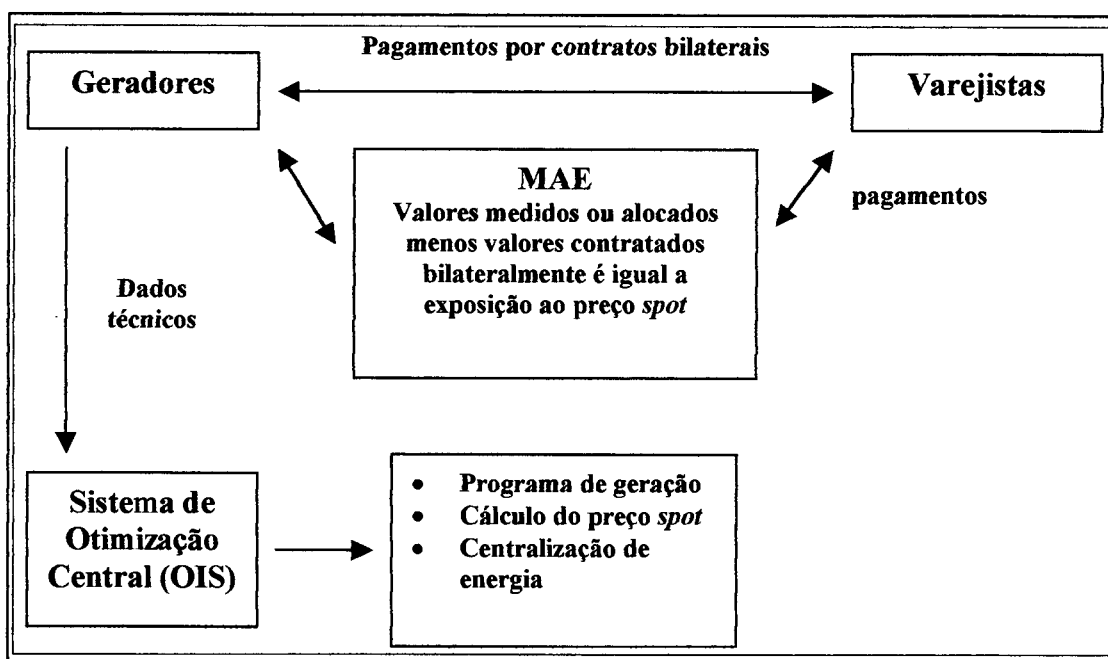 Pagamentos por contratos bilaterais
Geradores
Varejistas
MAE
Valores medidos ou alocados
menos valores contratados
bilateralmente é igual a
exposição ao preço spot
pagamentos
Dados
técnicos
Sistema de
Otimização
Central (OIS)
• Programa de geração
• Cálculo do preço spot
• Centralização de
energia